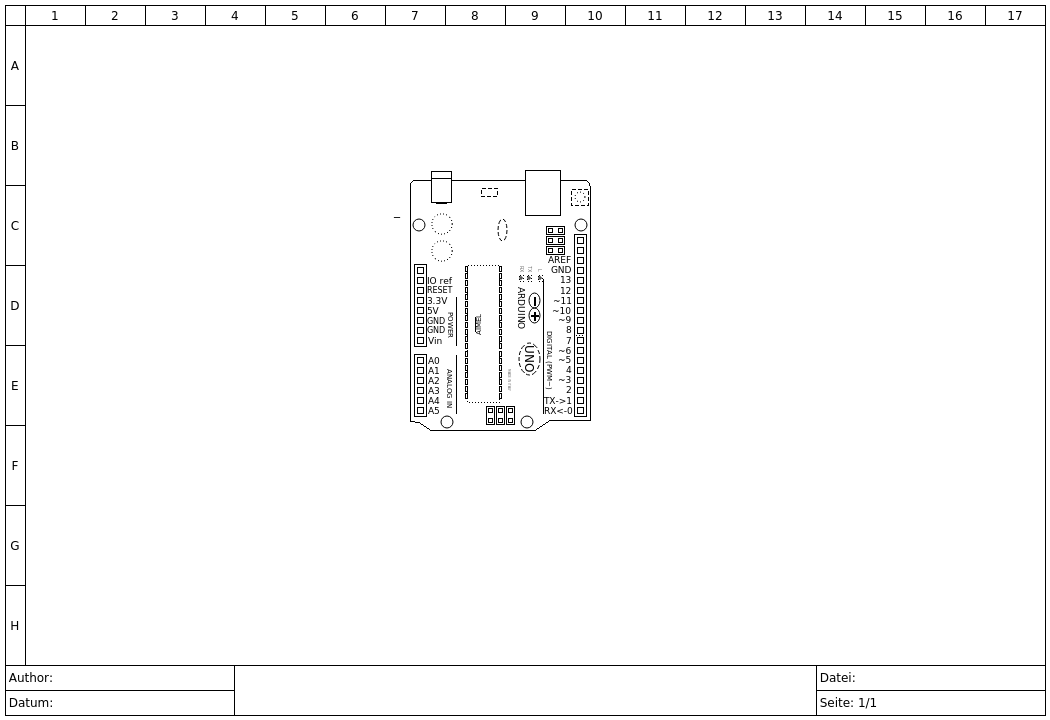 1 2 3 4 5 6 7 8 9 10 11 12 13 14 15 16 17
A
B
C
D
E
F
G
H
AREF
GND
13
12
~11
~10
~9
8
7
~6
~5
4
~3
2
TX->1
RX<-0
IO ref
RESET
3.3V
5V
GND
GND
Vin
A0
A1
A2
A3
A4
A5
POWER
ANALOG IN
ATMEL
RX
TX
L
ARDUINO
UNO
DIGITAL (PWM~)
Author:
Datum:
Datei:
Seite: 1/1